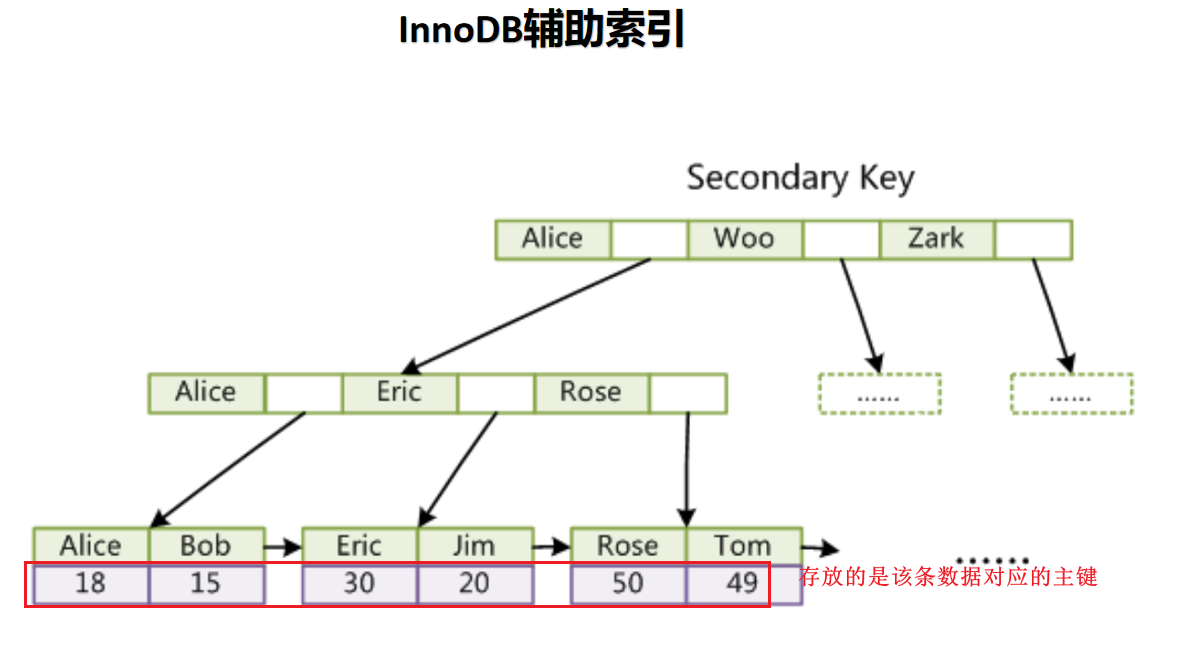 InnoDB辅助索引
Secondary Key
Alice Woo Zark
Alice Eric Rose ...... ......
Alice Bob Eric Jim Rose Tom ......
18 15 30 20 50 49 存放的是该条数据对应的主键